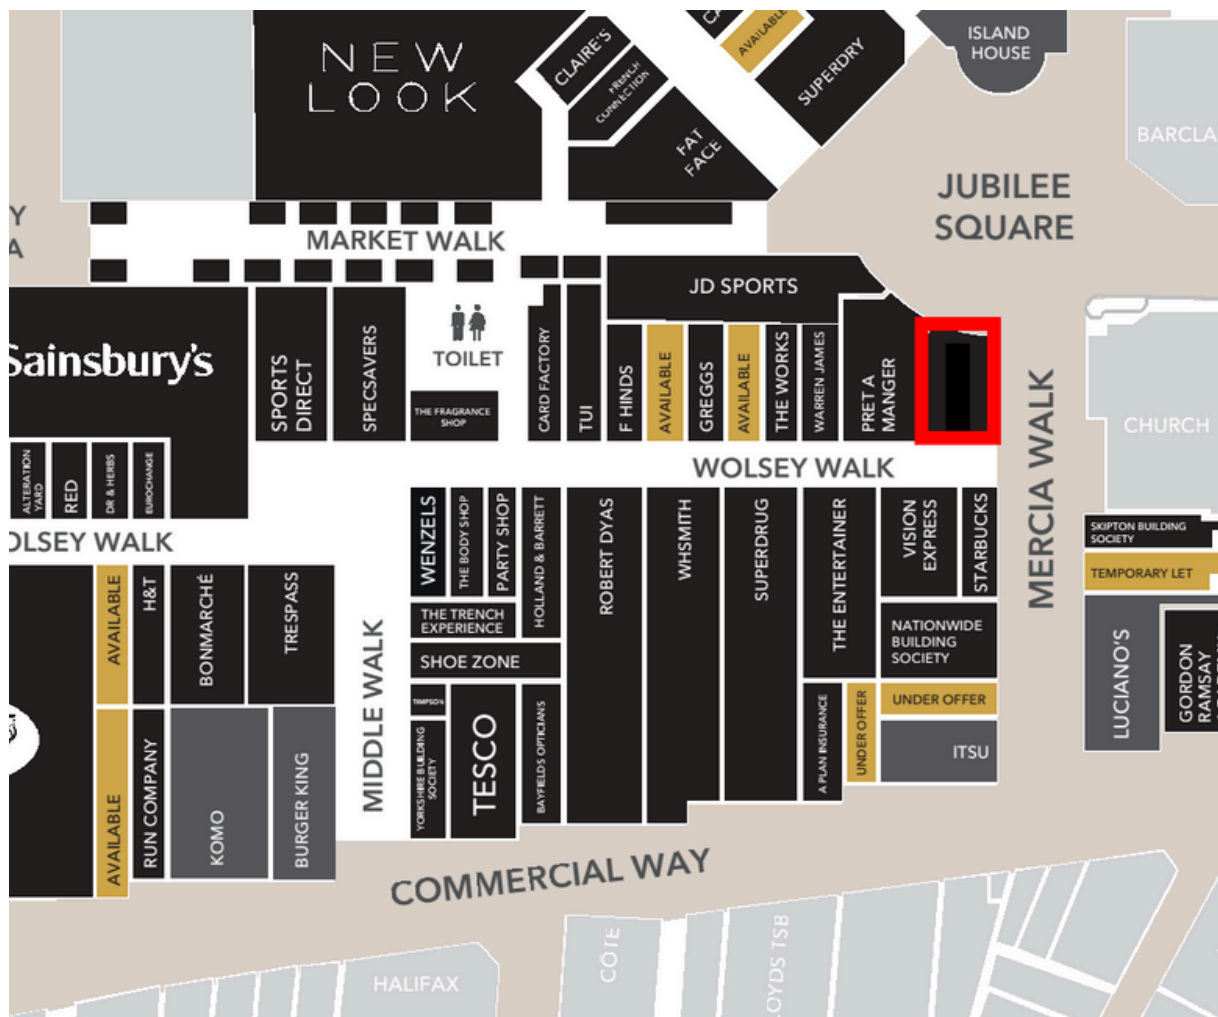 NEW
LOOK
CLAIRE'S
FRENCH
CONNECTION
FAT
FACE
CA
AVAILABLE
SUPERDRY
ISLAND
HOUSE
BARCLA
JUBILEE
SQUARE
Y
A
MARKET WALK
JD SPORTS
Sainsbury's
SPORTS
DIRECT
SPECSAVERS
TOILET
THE FRAGRANCE
SHOP
CARD FACTORY
TUI
F HINDS
AVAILABLE
GREGGS
AVAILABLE
THE WORKS
WARREN JAMES
PRET A
MANGER
MERCIA WALK
CHURCH
WOLSEY WALK
ALTERATION
YARD
RED
DR & HERBS
EUROCHANGE
OLSEY WALK
WENZELS
THE BODY SHOP
PARTY SHOP
HOLLAND & BARRETT
ROBERT DYAS
WHSMITH
SUPERDRUG
THE ENTERTAINER
VISION
EXPRESS
STARBUCKS
SKIPTON BUILDING
SOCIETY
TEMPORARY LET
AVAILABLE
H&T
BONMARCHÉ
TRESPASS
THE TRENCH
EXPERIENCE
SHOE ZONE
NATIONWIDE
BUILDING
SOCIETY
LUCIANO'S
GORDON
RAMSAY
MIDDLE WALK
TIMPSON
YORKSHIRE BUILDING
SOCIETY
TESCO
BAYFIELDS OPTICIANS
A PLAN INSURANCE
UNDER OFFER
UNDER OFFER
ITSU
AVAILABLE
RUN COMPANY
KOMO
BURGER KING
COMMERCIAL WAY
HALIFAX
CÔTE
OYDS TSB